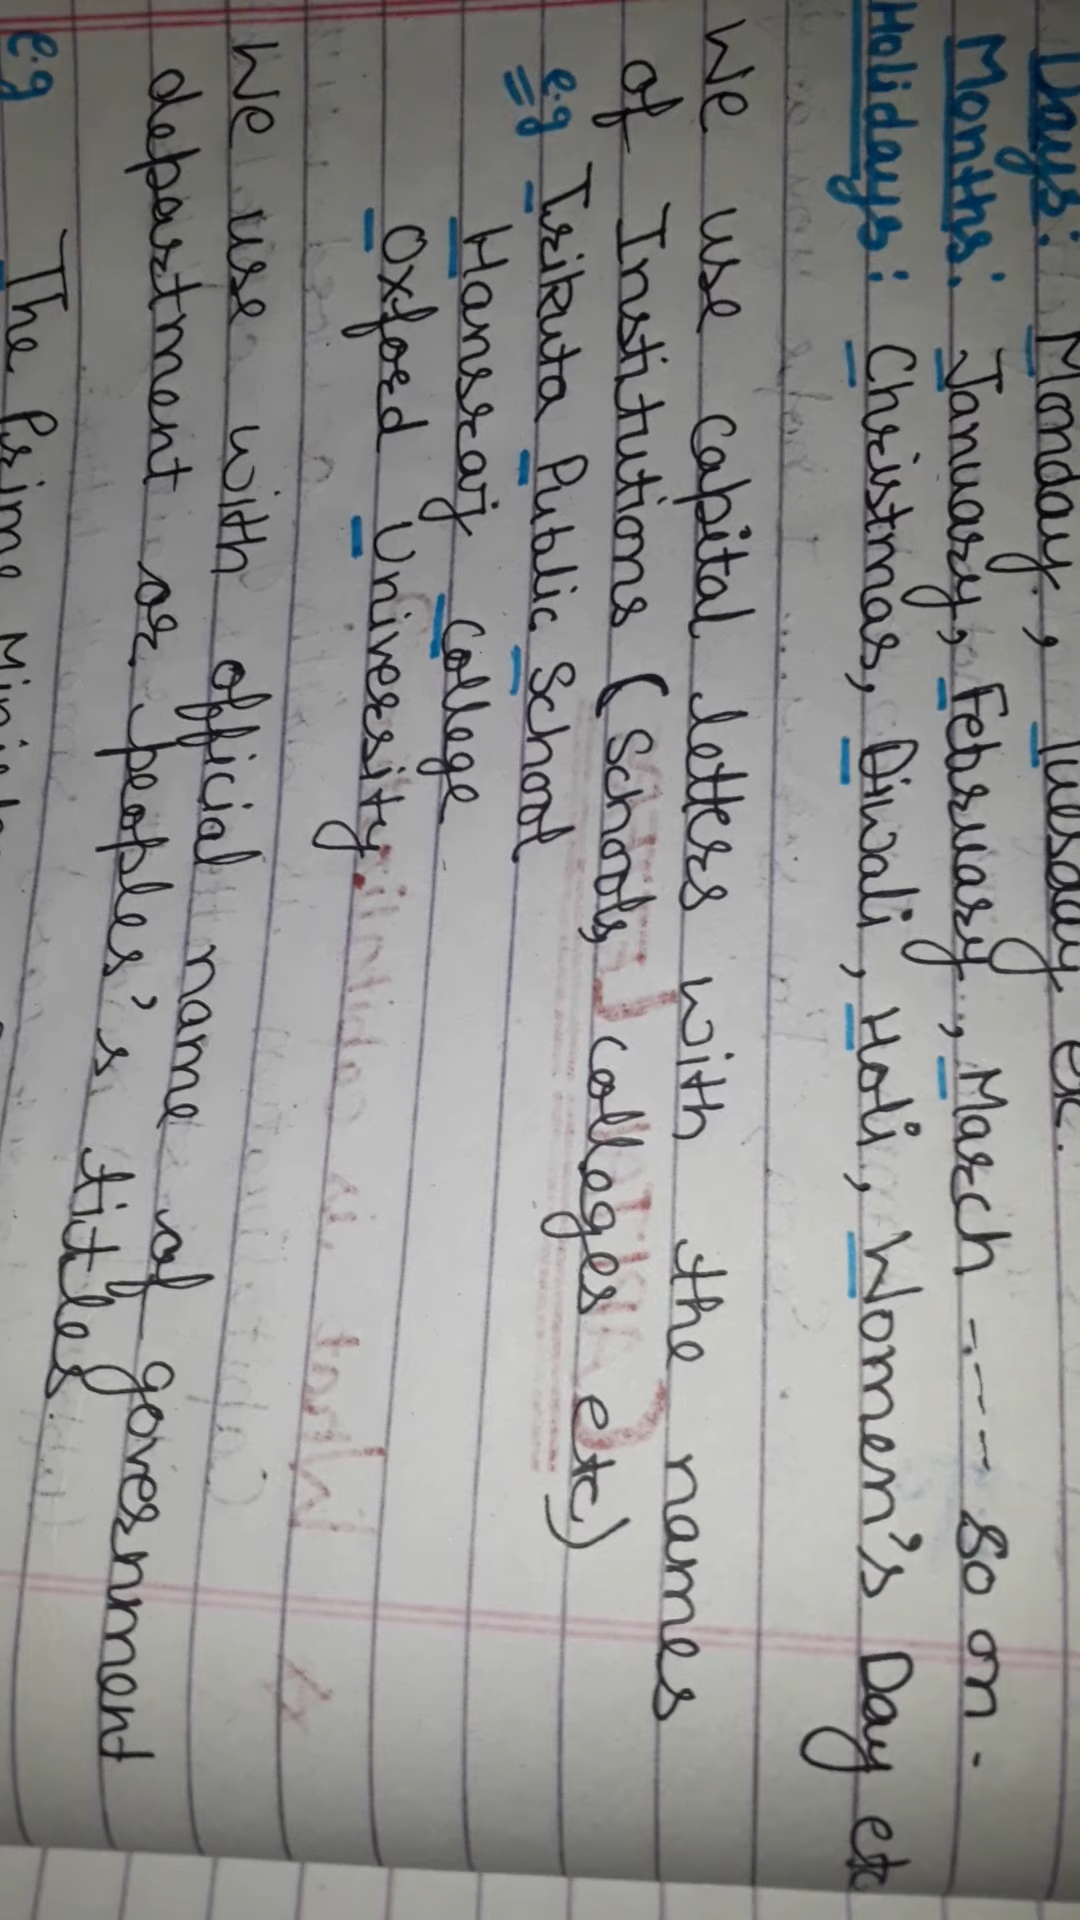 Days: Monday, Tuesday etc.
Months: January, February, March ---- so on.
Holidays: Christmas, Diwali, Holi, Women's Day etc
We use capital letters with the names
of Institutions (Schools, colleges etc)
e.g Trikuta Public School
Hansraj College
Oxford University.
We use with official name of government
department or peoples's titles.
e.g The Prime